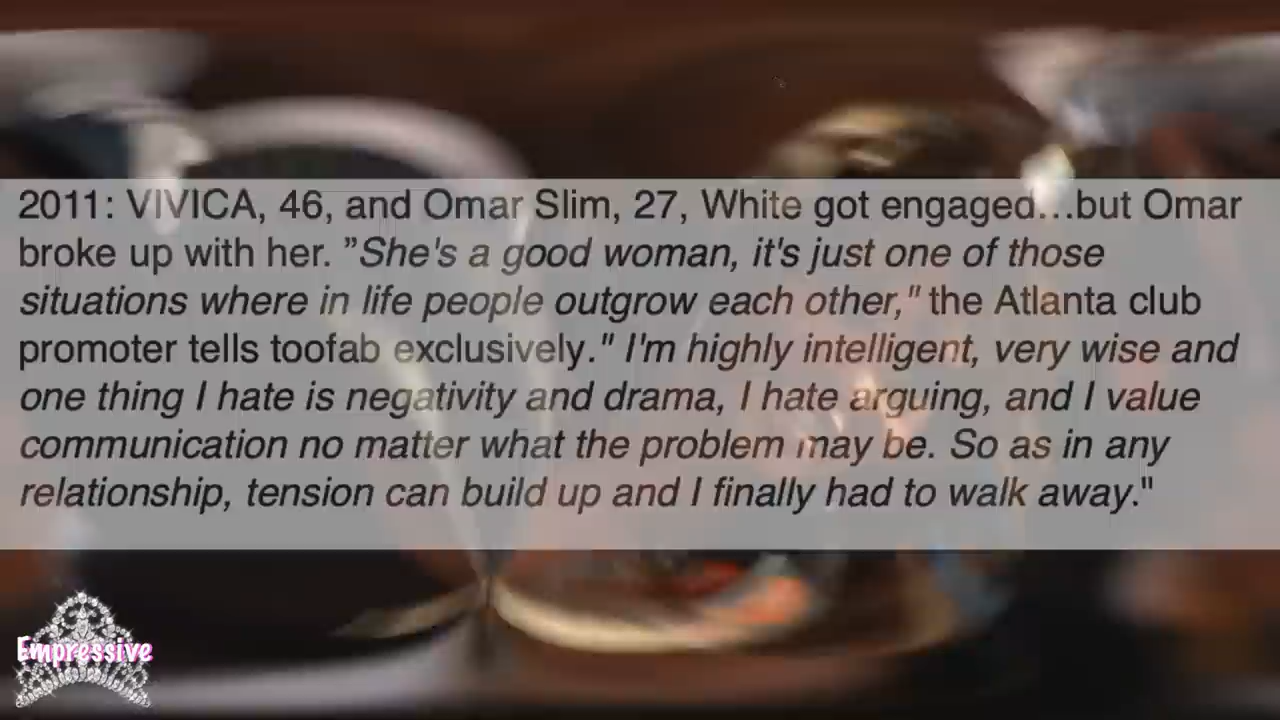 2011: VIVICA, 46, and Omar Slim, 27, White got engaged...but Omar
broke up with her. ”She's a good woman, it's just one of those
situations where in life people outgrow each other," the Atlanta club
promoter tells toofab exclusively." I'm highly intelligent, very wise and
one thing I hate is negativity and drama, I hate arguing, and I value
communication no matter what the problem may be. So as in any
relationship, tension can build up and I finally had to walk away."
Empressive